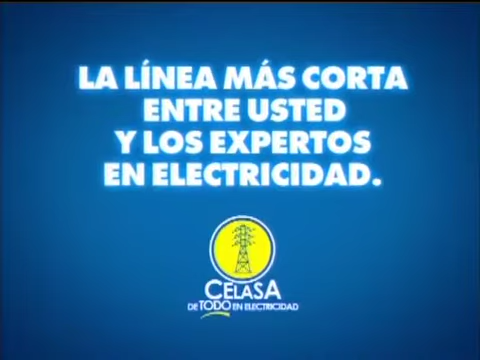 LA LÍNEA MÁS CORTA
ENTRE USTED
Y LOS EXPERTOS
EN ELECTRICIDAD.
CELASA
DE TODO EN ELECTRICIDAD